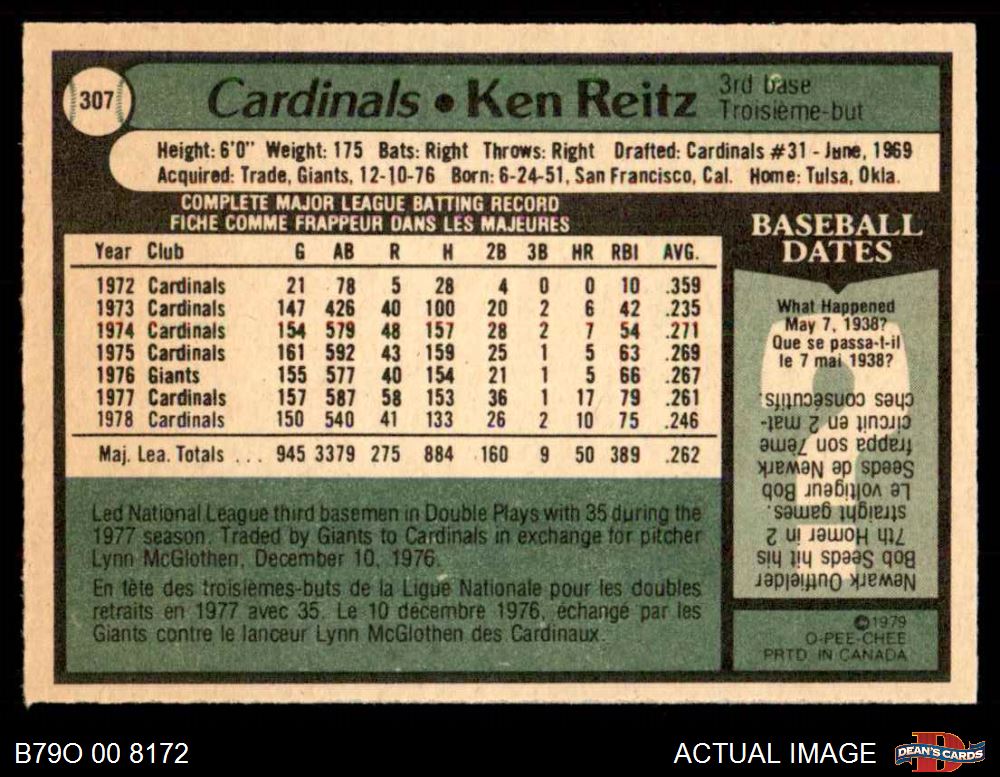 307
Cardinals • Ken Reitz
3rd base
Troisième-but
Height: 6'0" Weight: 175 Bats: Right Throws: Right Drafted: Cardinals #31 - June, 1969
Acquired: Trade, Giants, 12-10-76 Born: 6-24-51, San Francisco, Cal. Home: Tulsa, Okla.
COMPLETE MAJOR LEAGUE BATTING RECORD
FICHE COMME FRAPPEUR DANS LES MAJEURES
Year Club G AB R H 2B 3B HR RBI AVG.
1972 Cardinals 21 78 5 28 4 0 0 10 .359
1973 Cardinals 147 426 40 100 20 2 6 42 .235
1974 Cardinals 154 579 48 157 28 2 7 54 .271
1975 Cardinals 161 592 43 159 25 1 5 63 .269
1976 Giants 155 577 40 154 21 1 5 66 .267
1977 Cardinals 157 587 58 153 36 1 17 79 .261
1978 Cardinals 150 540 41 133 26 2 10 75 .246
Maj. Lea. Totals ... 945 3379 275 884 160 9 50 389 .262
Led National League third basemen in Double Plays with 35 during the
1977 season. Traded by Giants to Cardinals in exchange for pitcher
Lynn McGlothen, December 10, 1976.
En tête des troisièmes-buts de la Ligue Nationale pour les doubles
retraits en 1977 avec 35. Le 10 décembre 1976, échangé par les
Giants contre le lanceur Lynn McGlothen des Cardinaux.
BASEBALL
DATES
What Happened
May 7, 1938?
Que se passa-t-il
le 7 mai 1938?
Newark Outfielder
Bob Seeds hit his
7th Homer in 2
straight games.
Le voltigeur Bob
Seeds de Newark
frappa son 7ème
circuit en 2 mat-
ches consécutifs.
©1979
O-PEE-CHEE
PRTD. IN CANADA
B79O 00 8172
ACTUAL IMAGE
DEAN'S CARDS